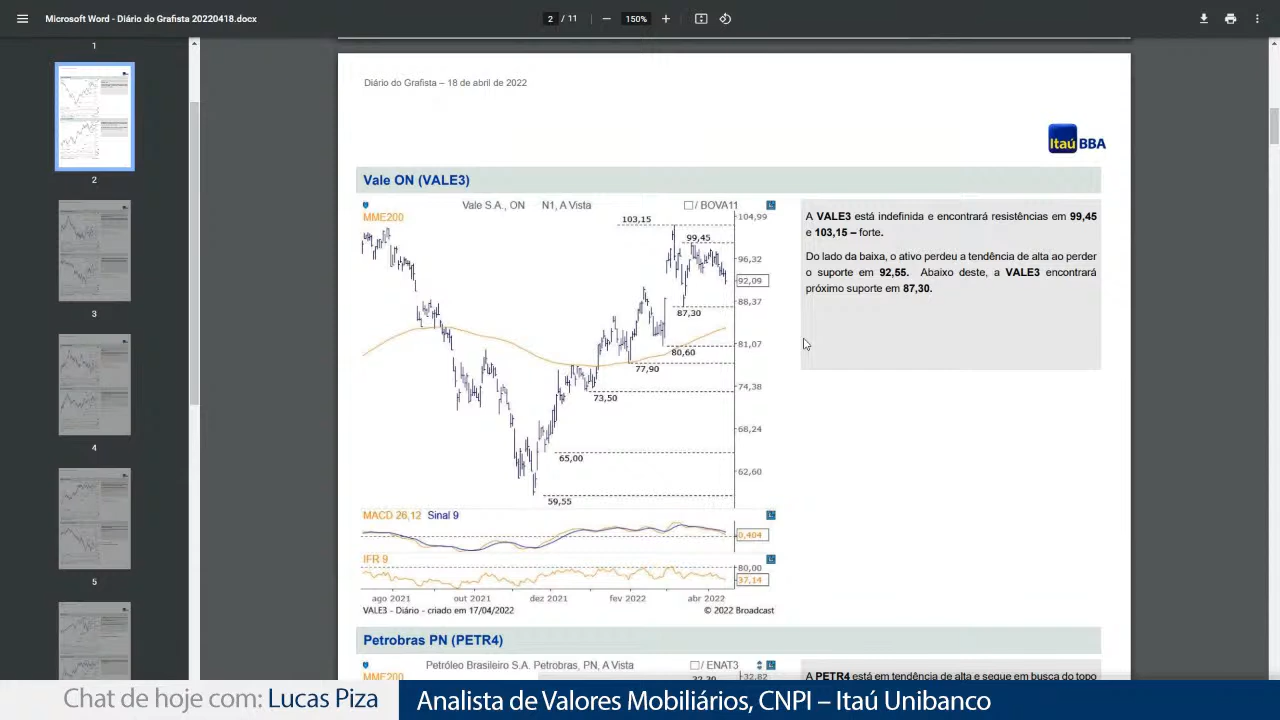 Microsoft Word - Diário do Grafista 20220418.docx
2 / 11
150%
1
2
3
4
5
Diário do Grafista – 18 de abril de 2022
Itaú BBA
Vale ON (VALE3)
MME200
Vale S.A., ON N1, A Vista
/ BOVA11
103,15
99,45
87,30
80,60
77,90
73,50
65,00
59,55
104,99
96,32
92,09
88,37
81,07
74,38
68,24
62,60
MACD 26,12 Sinal 9
0,404
IFR 9
80,00
37,14
ago 2021 out 2021 dez 2021 fev 2022 abr 2022
VALE3 - Diário - criado em 17/04/2022 © 2022 Broadcast
A VALE3 está indefinida e encontrará resistências em 99,45
e 103,15 – forte.
Do lado da baixa, o ativo perdeu a tendência de alta ao perder
o suporte em 92,55. Abaixo deste, a VALE3 encontrará
próximo suporte em 87,30.
Petrobras PN (PETR4)
MME200
Petróleo Brasileiro S.A. Petrobras, PN, A Vista
/ ENAT3
32,82
A PETR4 está em tendência de alta e segue em busca do topo
Chat de hoje com: Lucas Piza
Analista de Valores Mobiliários, CNPI – Itaú Unibanco